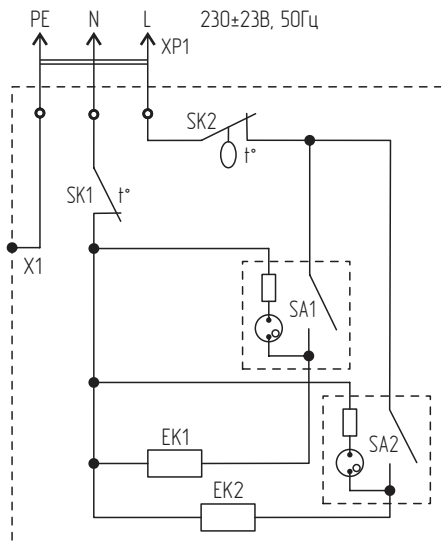 PE N L 230±23В, 50Гц
XP1
SK2
t°
SK1 t°
X1
SA1
SA2
EK1
EK2